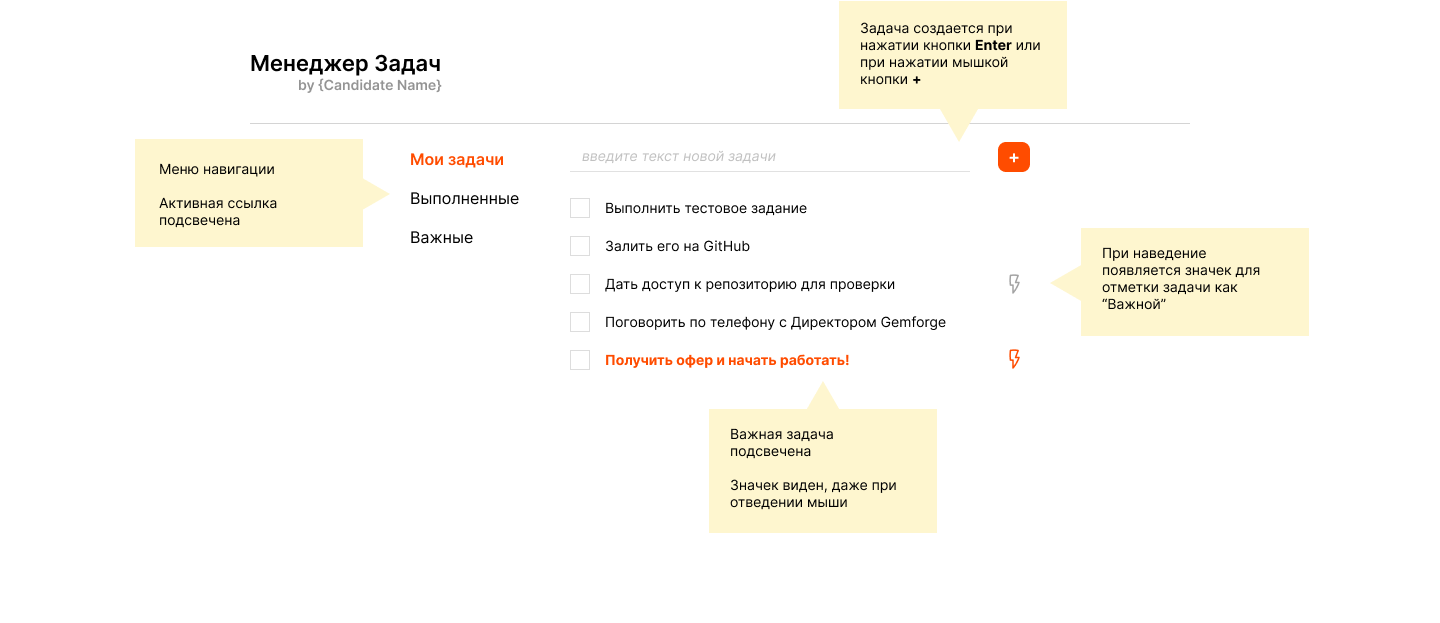 Задача создается при
нажатии кнопки Enter или
при нажатии мышкой
кнопки +
Менеджер Задач
by {Candidate Name}
Меню навигации
Активная ссылка
подсвечена
Мои задачи
Выполненные
Важные
введите текст новой задачи
+
Выполнить тестовое задание
Залить его на GitHub
Дать доступ к репозиторию для проверки
Поговорить по телефону с Директором Gemforge
Получить офер и начать работать!
При наведение
появляется значек для
отметки задачи как
“Важной”
Важная задача
подсвечена
Значек виден, даже при
отведении мыши